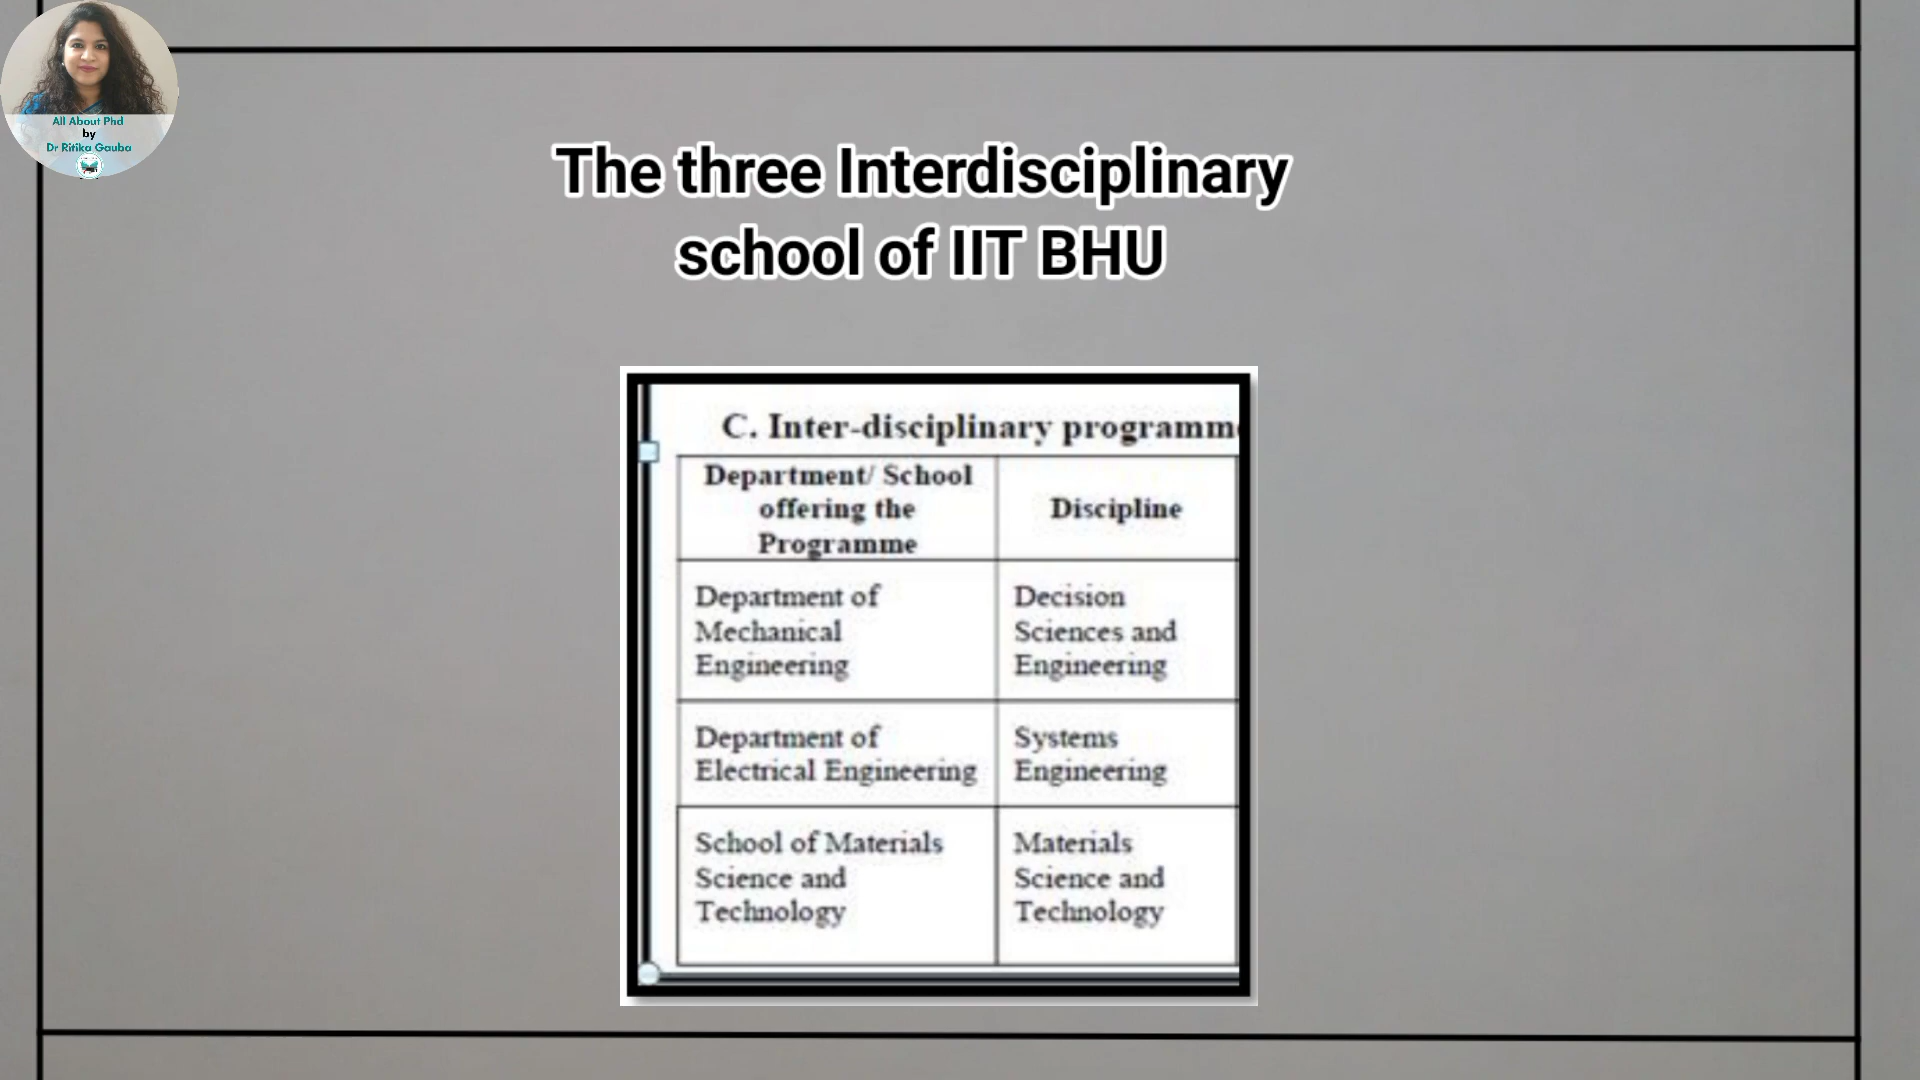 All About Phd
by
Dr Ritika Gauba
The three Interdisciplinary
school of IIT BHU
C. Inter-disciplinary programm
Department/ School
offering the
Programme
Discipline
Department of
Mechanical
Engineering
Decision
Sciences and
Engineering
Department of
Electrical Engineering
Systems
Engineering
School of Materials
Science and
Technology
Materials
Science and
Technology